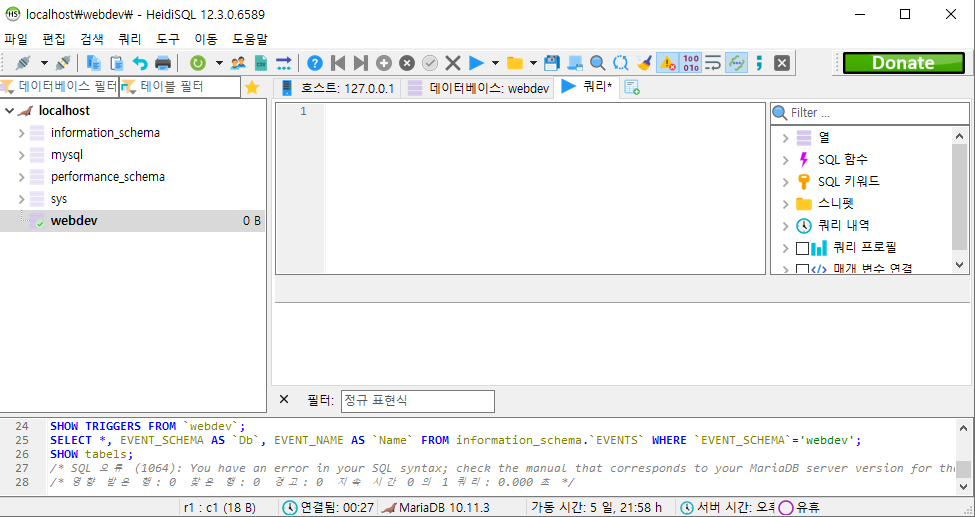 localhost₩webdev₩ - HeidiSQL 12.3.0.6589
파일 편집 검색 쿼리 도구 이동 도움말
Donate
데이터베이스 필터 테이블 필터
호스트: 127.0.0.1 데이터베이스: webdev 쿼리*
localhost
information_schema
mysql
performance_schema
sys
webdev 0 B
1
Filter ...
열
SQL 함수
SQL 키워드
스니펫
쿼리 내역
쿼리 프로필
매개 변수 연결
필터: 정규 표현식
24 SHOW TRIGGERS FROM `webdev`;
25 SELECT *, EVENT_SCHEMA AS `Db`, EVENT_NAME AS `Name` FROM information_schema.`EVENTS` WHERE `EVENT_SCHEMA`='webdev';
26 SHOW tabels;
27 /* SQL 오류 (1064): You have an error in your SQL syntax; check the manual that corresponds to your MariaDB server version for the
28 /* 영향 받은 행: 0 찾은 행: 0 경고: 0 지속 시간 0 의 1 쿼리: 0.000 초 */
r1 : c1 (18 B) 연결됨: 00:27 MariaDB 10.11.3 가동 시간: 5 일, 21:58 h 서버 시간: 오후 유휴